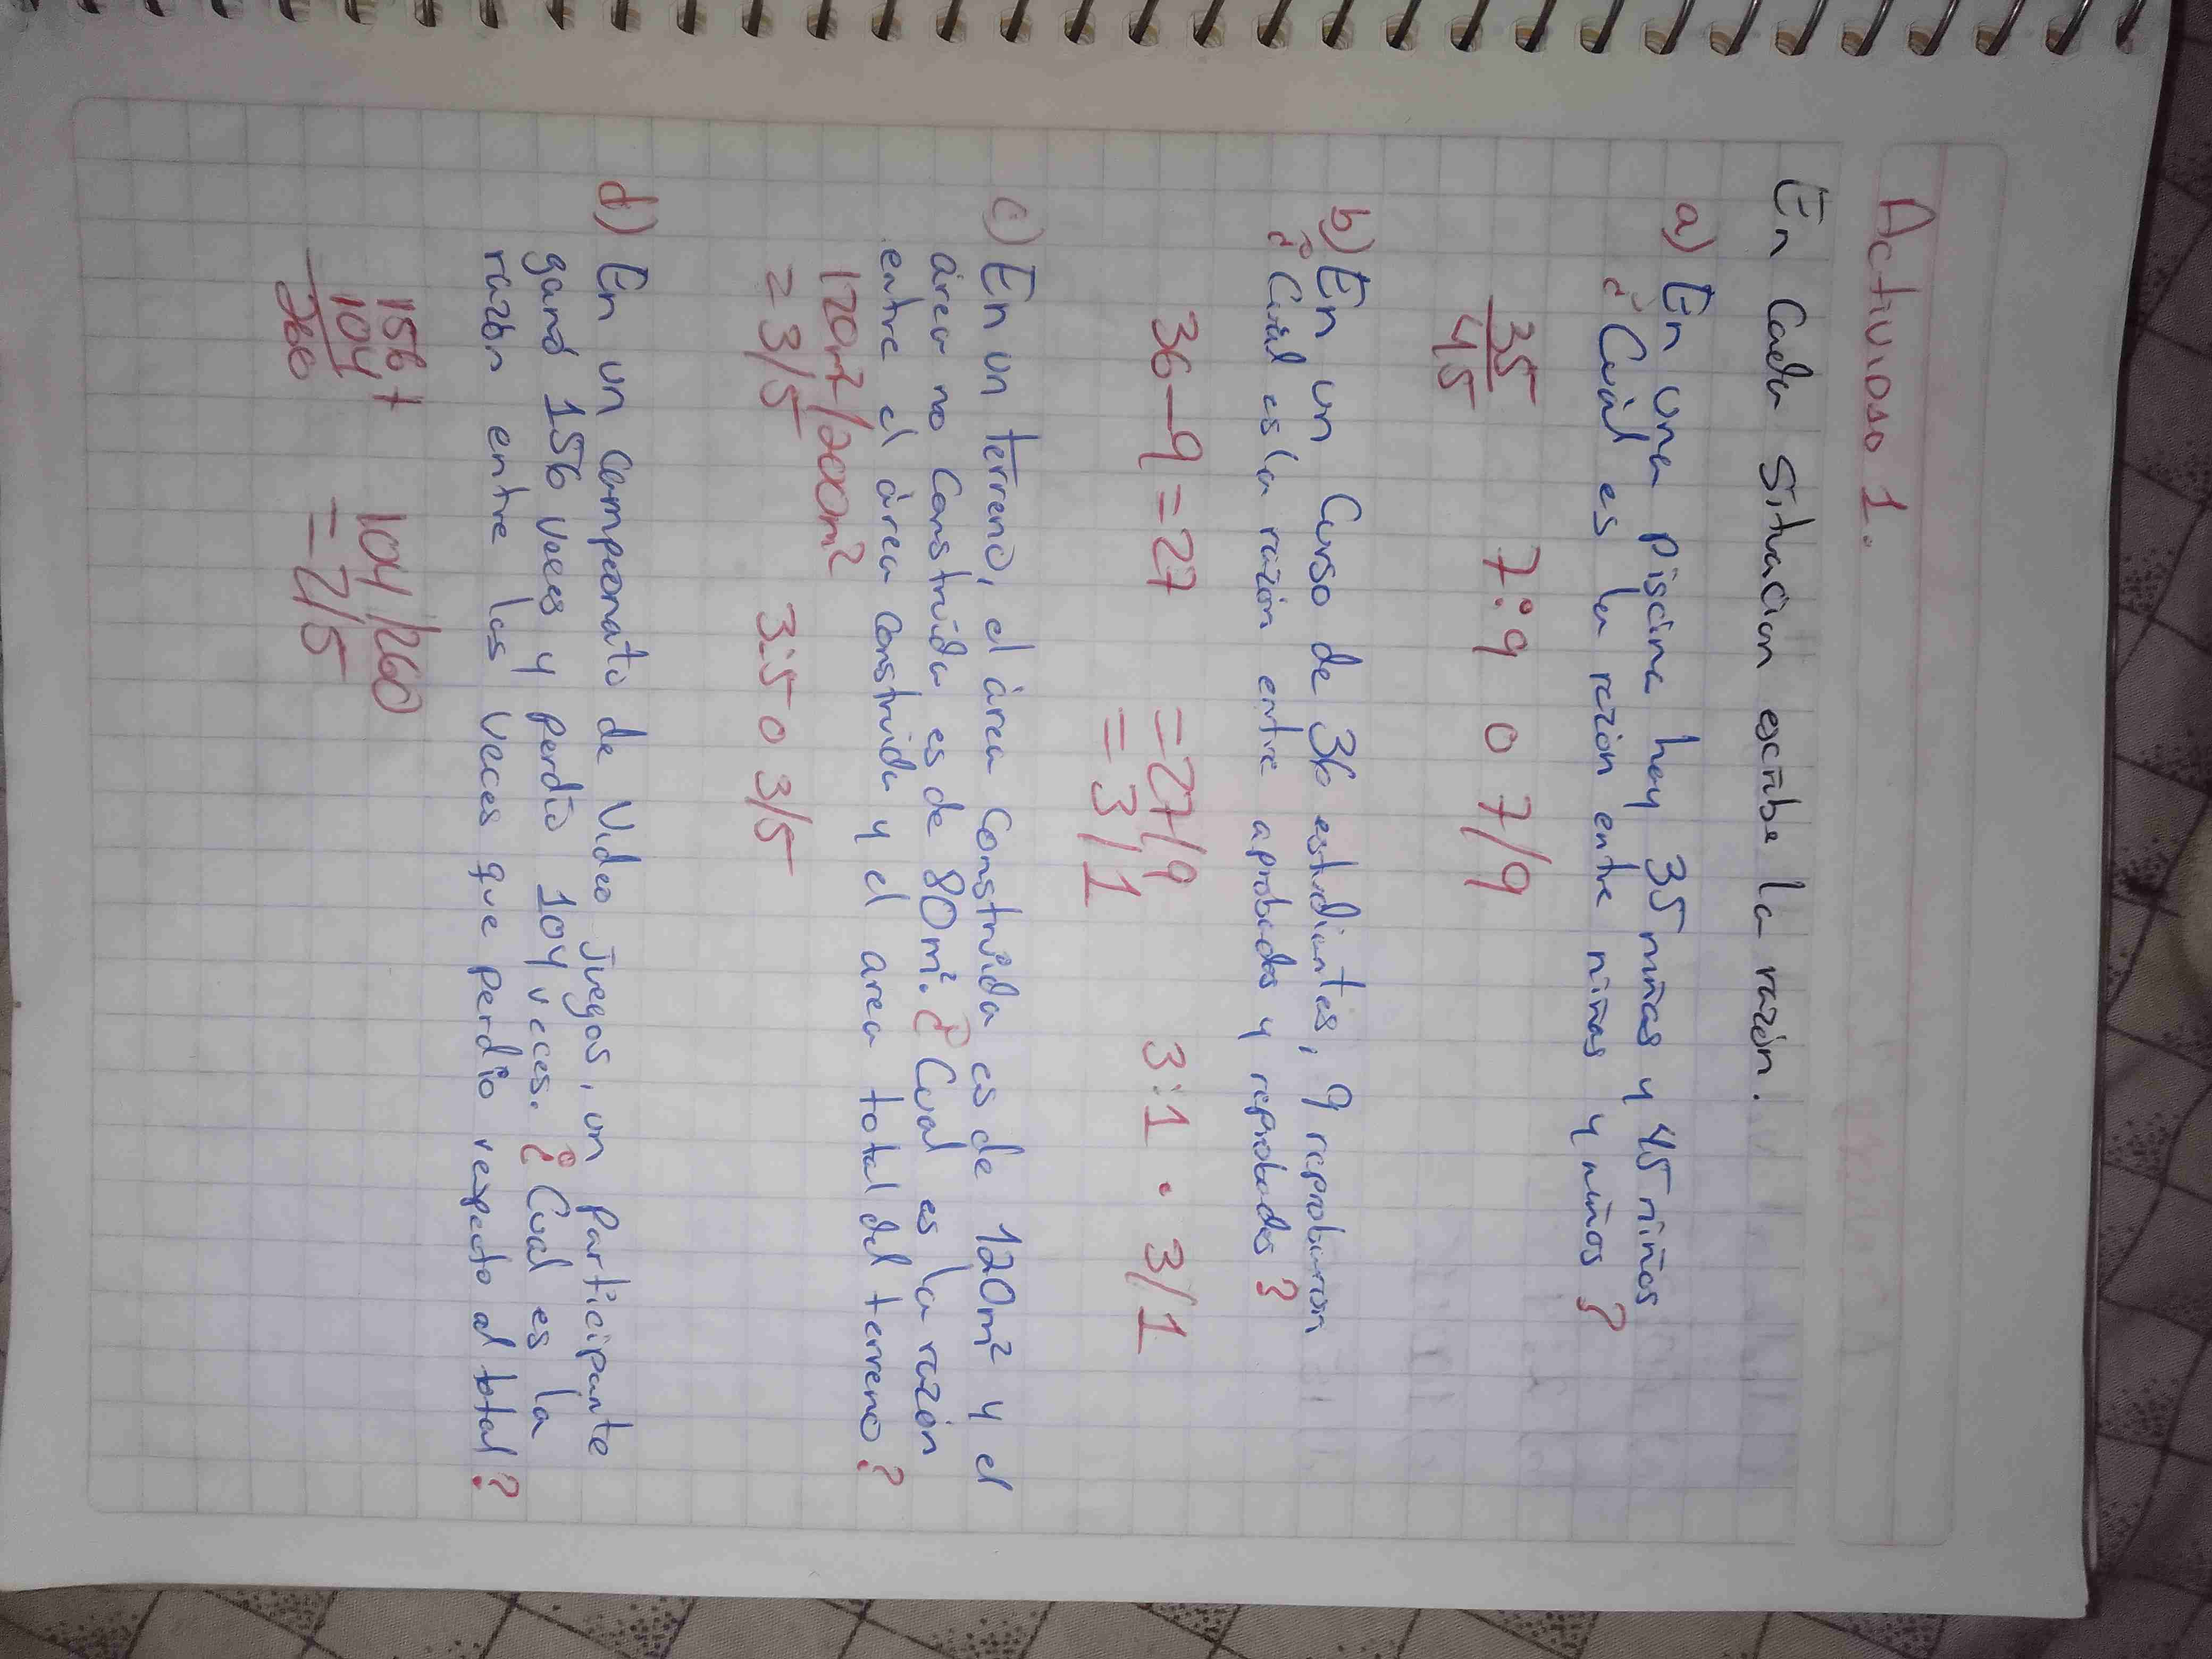 Actividad 1.
En Cada Situación escribe la razón.
a) En una piscina hay 35 niñas y 45 niños
¿Cuál es la razón entre niñas y niños?
35
45
7:9 o 7/9
b) En un Curso de 36 estudiantes, 9 reprobaron
¿Cuál es la razón entre aprobados y reprobados?
36-9=27
=27/9
=3/1
3:1 . 3/1
c) En un terreno, el área Construida es de 120m² y el
área no Construida es de 80m². ¿Cual es la razón
entre el área Construida y el area total del terreno?
120m²/200m²
= 3/5
3:5 o 3/5
d) En un Campeonato de Video Juegos, un participante
ganó 156 veces y perdio 104 veces. ¿Cual es la
razón entre las Veces que perdio respecto al total?
156+
104
260
104/260
= 2/5